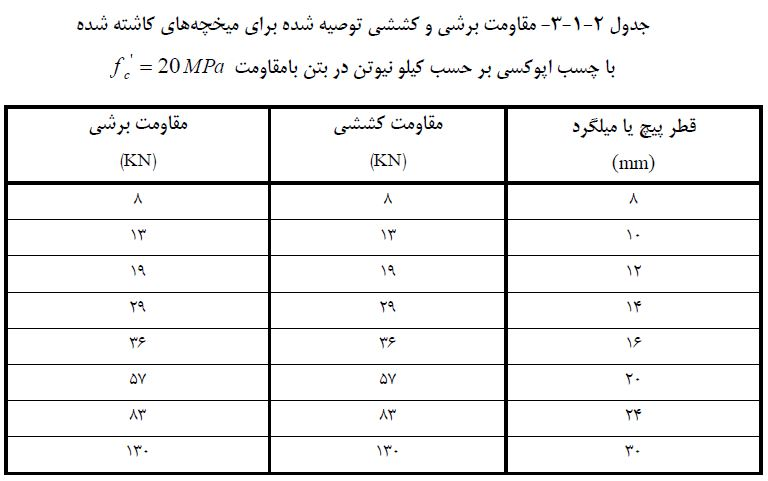 جدول ۲-۱-۳- مقاومت برشی و کششی توصیه شده برای میخچه‌های کاشته شده
با چسب اپوکسی بر حسب کیلو نیوتن در بتن بامقاومت f_c' = 20 MPa
قطر پیچ یا میلگرد (mm) مقاومت کششی (KN) مقاومت برشی (KN)
۸ ۸ ۸
۱۰ ۱۳ ۱۳
۱۲ ۱۹ ۱۹
۱۴ ۲۹ ۲۹
۱۶ ۳۶ ۳۶
۲۰ ۵۷ ۵۷
۲۴ ۸۳ ۸۳
۳۰ ۱۳۰ ۱۳۰